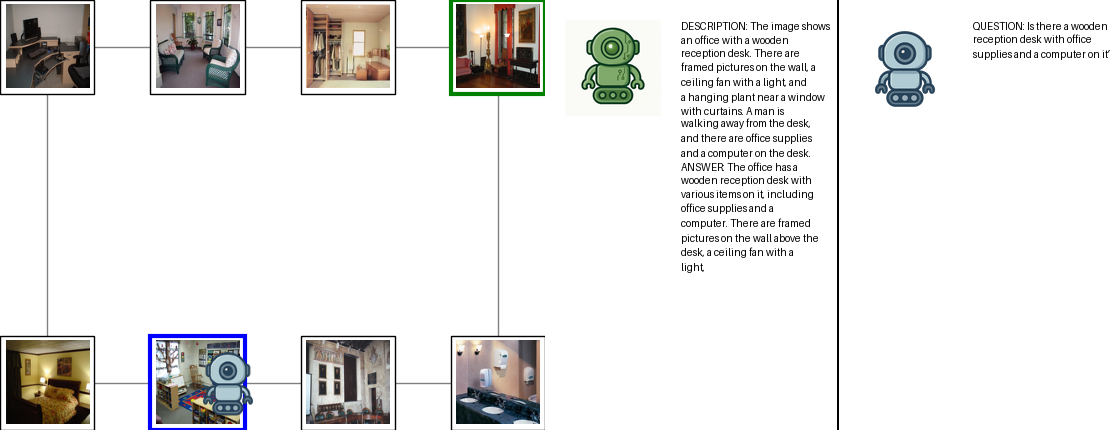 DESCRIPTION: The image shows
an office with a wooden
reception desk. There are
framed pictures on the wall, a
ceiling fan with a light, and
a hanging plant near a window
with curtains. A man is
walking away from the desk,
and there are office supplies
and a computer on the desk.
ANSWER: The office has a
wooden reception desk with
various items on it, including
office supplies and a
computer. There are framed
pictures on the wall above the
desk, a ceiling fan with a
light,
QUESTION: Is there a wooden
reception desk with office
supplies and a computer on it?